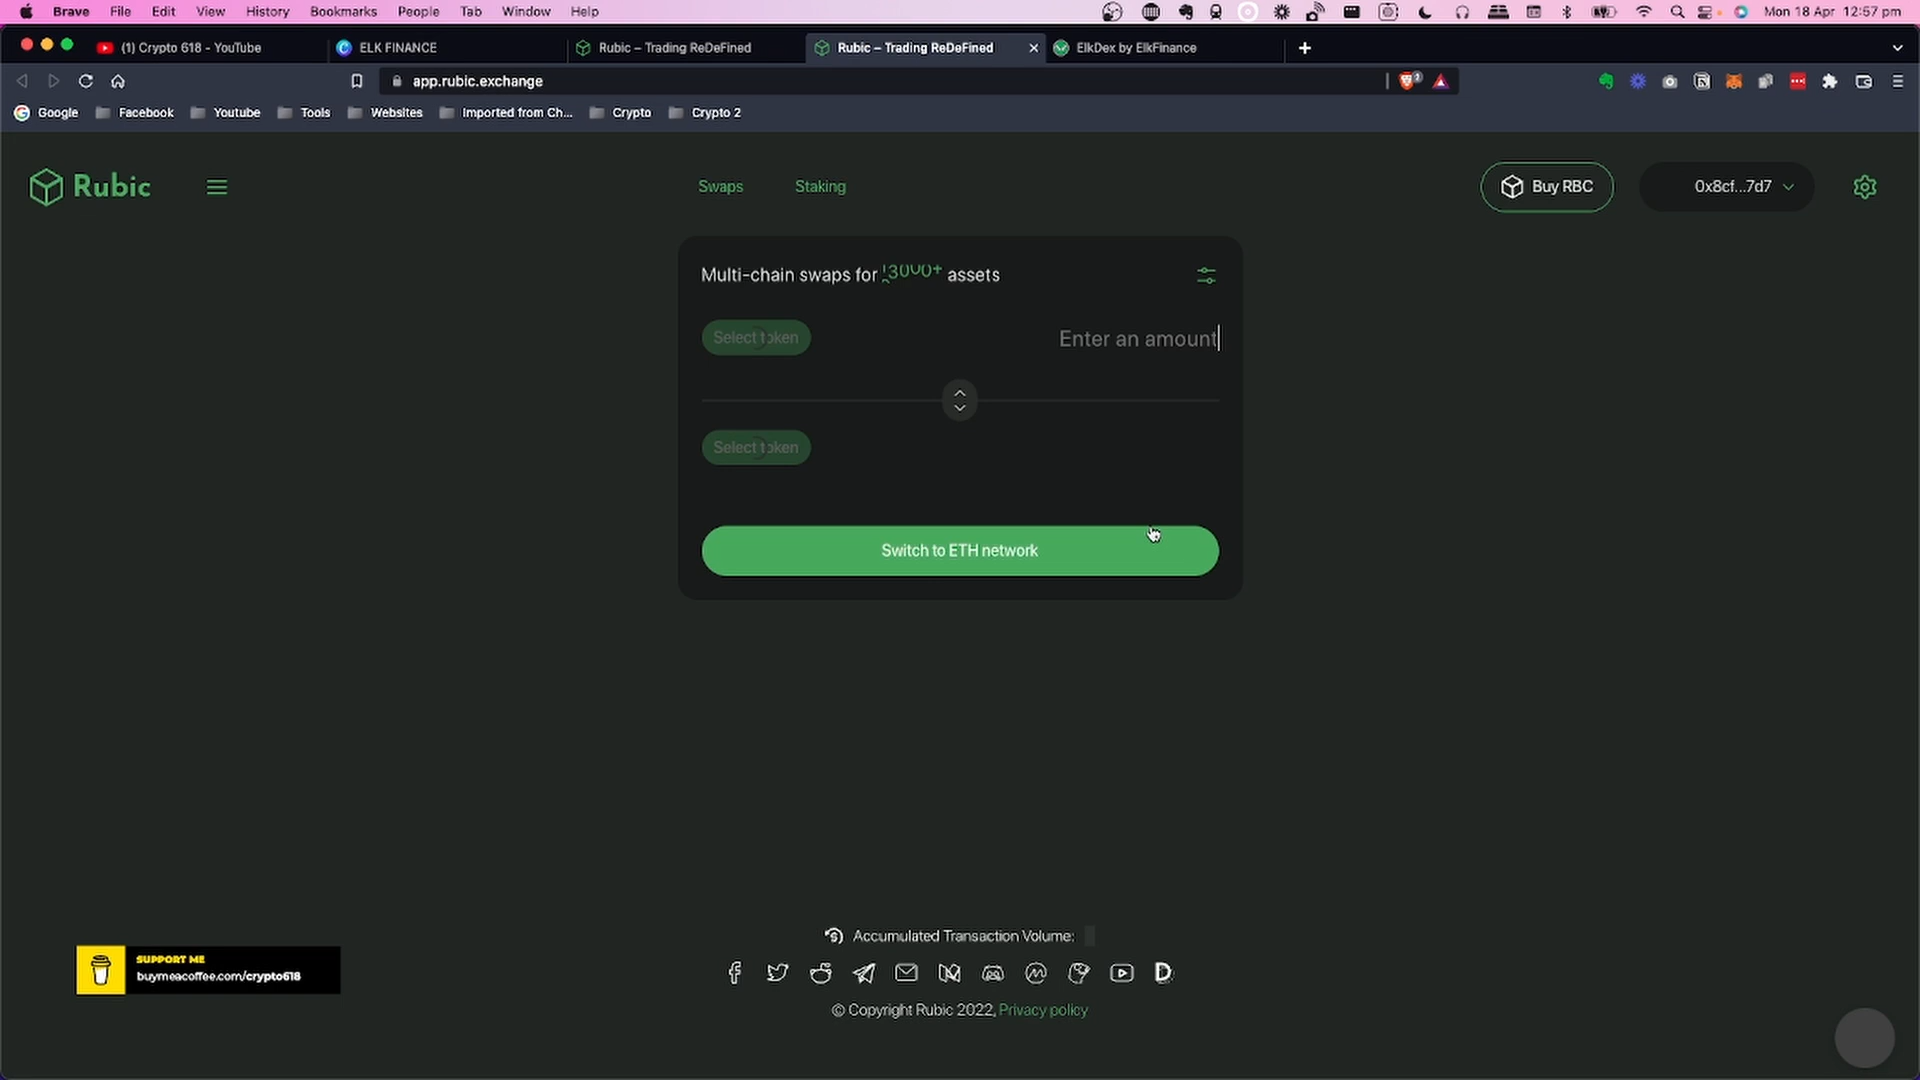 Brave File Edit View History Bookmarks People Tab Window Help Mon 18 Apr 12:57 pm
(1) Crypto 618 - YouTube ELK FINANCE Rubic – Trading ReDeFined Rubic – Trading ReDeFined ElkDex by ElkFinance
app.rubic.exchange
Google Facebook Youtube Tools Websites Imported from Ch... Crypto Crypto 2
Rubic Swaps Staking Buy RBC 0x8cf...7d7
Multi-chain swaps for 3000+ assets
Select token Enter an amount
Select token
Switch to ETH network
Accumulated Transaction Volume:
SUPPORT ME
buymeacoffee.com/crypto618
© Copyright Rubic 2022, Privacy policy